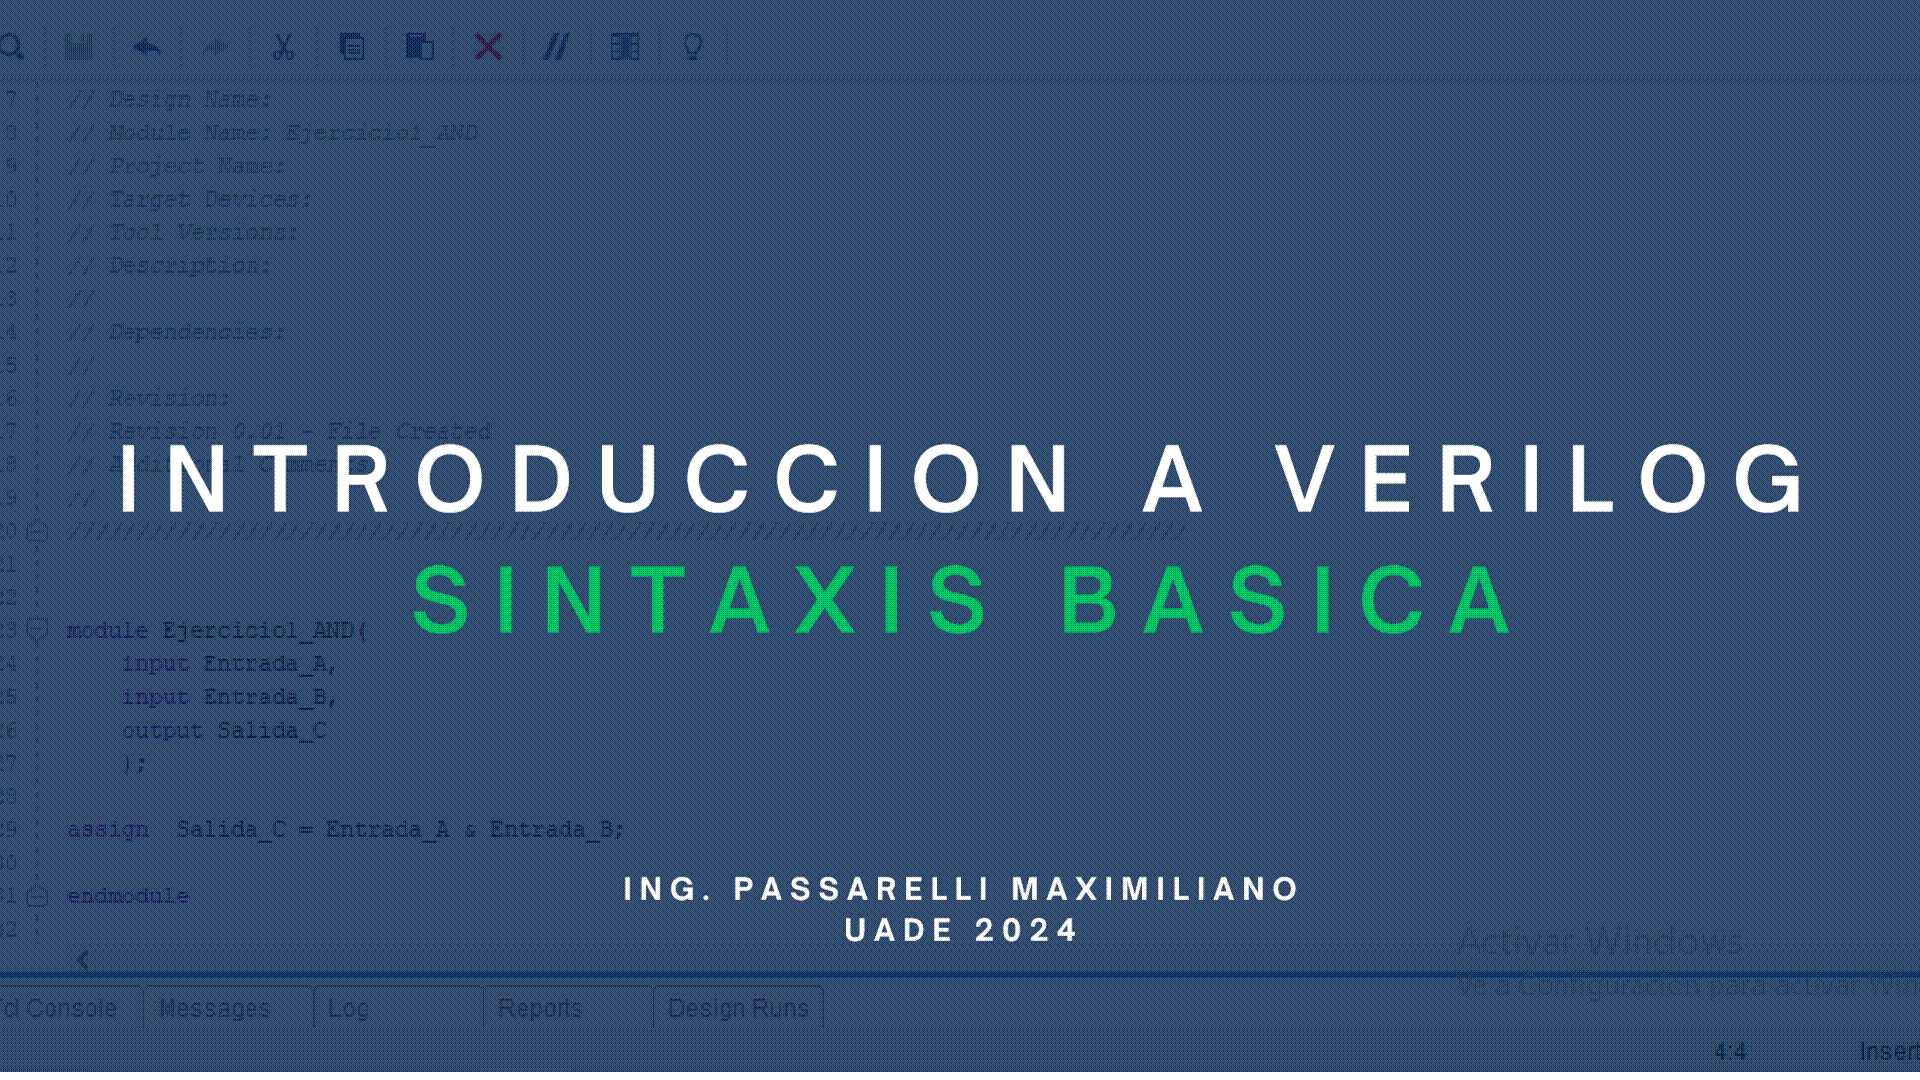 7 // Design Name:
8 // Module Name: Ejercicio1_AND
9 // Project Name:
10 // Target Devices:
11 // Tool Versions:
12 // Description:
13 //
14 // Dependencies:
15 //
16 // Revision:
17 // Revision 0.01 - File Created
18 // Additional Comments:
19 //
INTRODUCCION A VERILOG
20 ////////////////////////////////////////////////////////////////////////////////
21
SINTAXIS BASICA
22
23 module Ejercicio1_AND(
24 input Entrada_A,
25 input Entrada_B,
26 output Salida_C
27 );
28
29 assign Salida_C = Entrada_A & Entrada_B;
30
31 endmodule
32
ING. PASSARELLI MAXIMILIANO
UADE 2024
Activar Windows
Ve a Configuración para activar Win
Tcl Console Messages Log Reports Design Runs
4:4 Insert